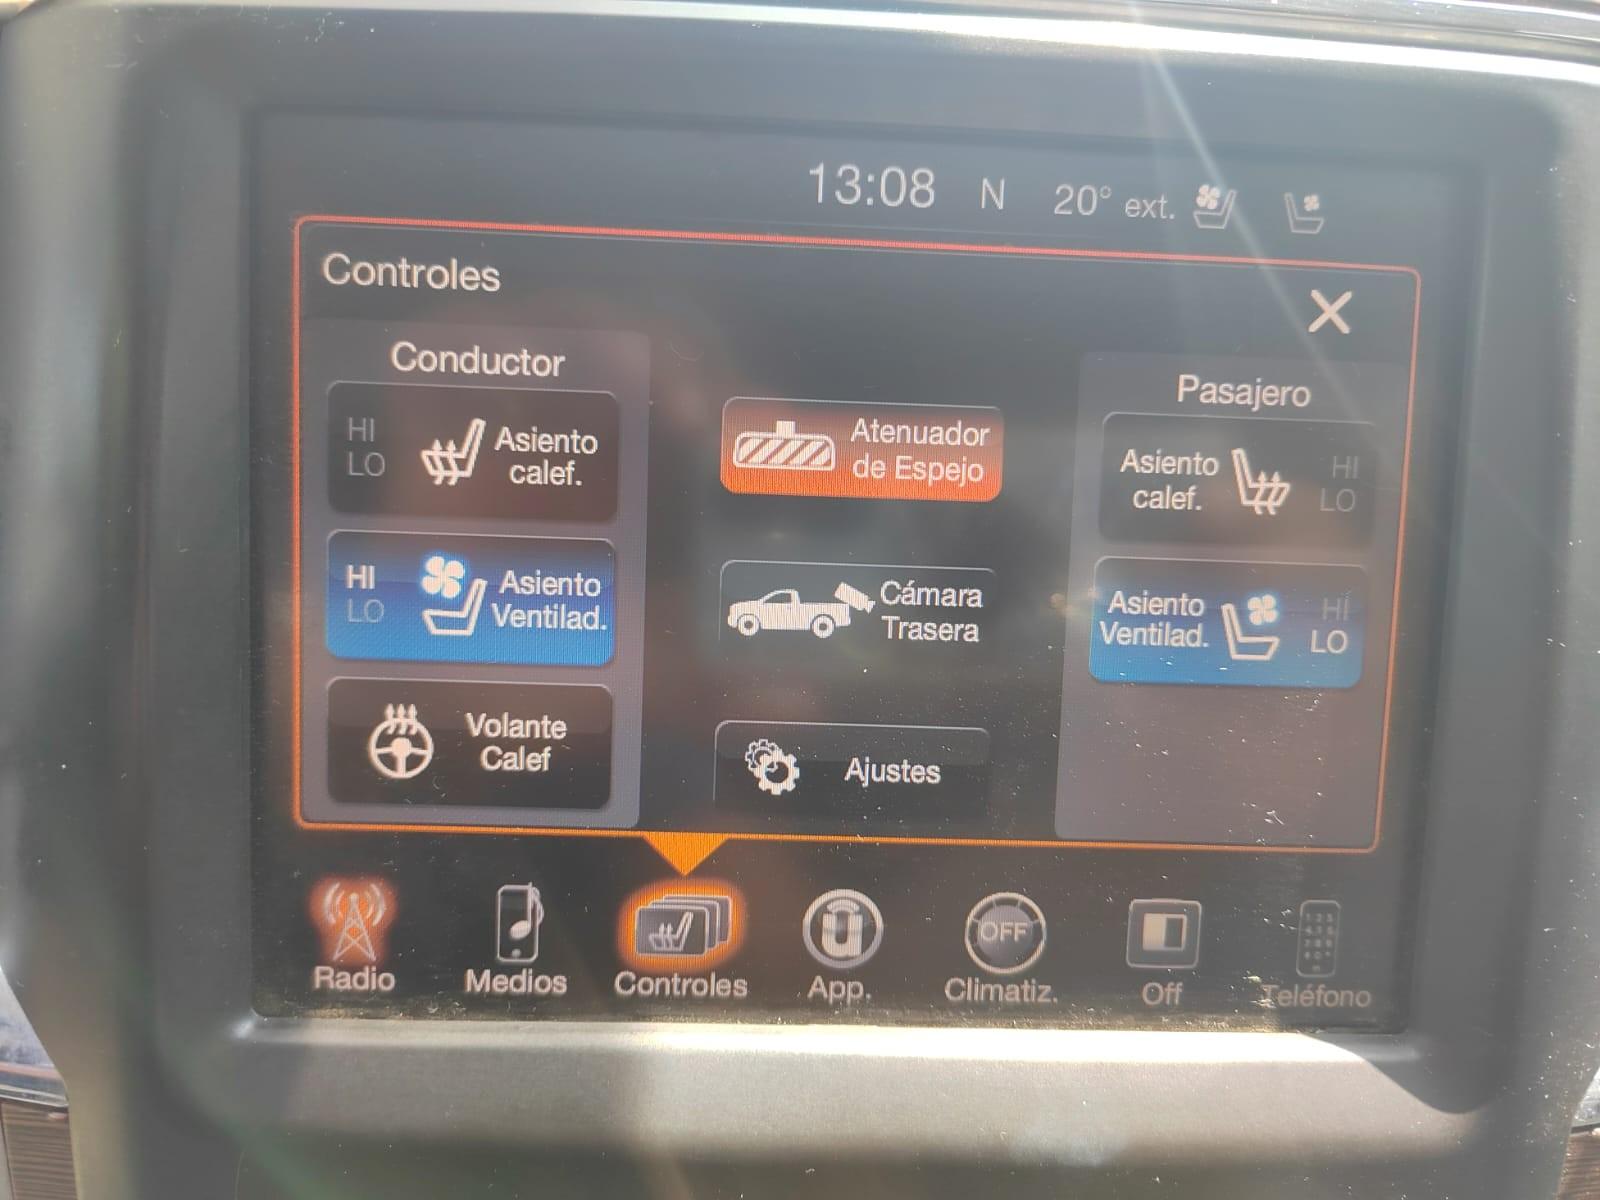 13:08 N 20° ext.
Controles
Conductor
HI
LO
Asiento
calef.
HI
LO
Asiento
Ventilad.
Volante
Calef
Atenuador
de Espejo
Cámara
Trasera
Ajustes
Pasajero
Asiento
calef.
HI
LO
Asiento
Ventilad.
HI
LO
Radio
Medios
Controles
App.
OFF
Climatiz.
Off
Teléfono